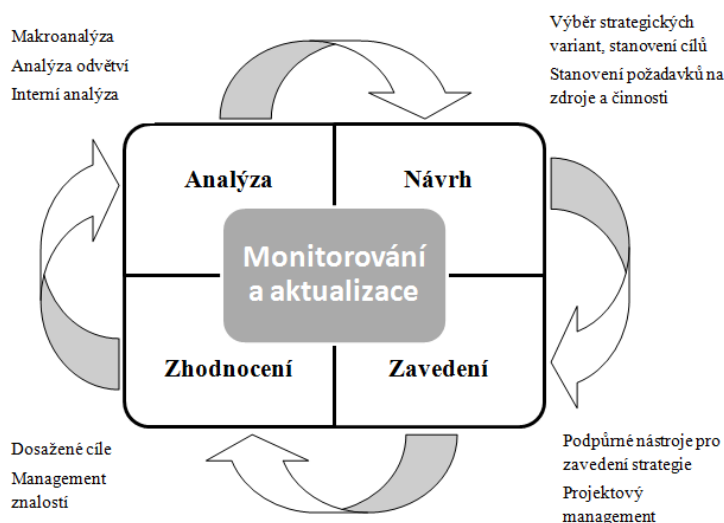 Makroanalýza
Analýza odvětví
Interní analýza
Výběr strategických
variant, stanovení cílů
Stanovení požadavků na
zdroje a činnosti
Analýza
Návrh
Monitorování
a aktualizace
Zhodnocení
Zavedení
Dosažené cíle
Management
znalostí
Podpůrné nástroje pro
zavedení strategie
Projektový
management